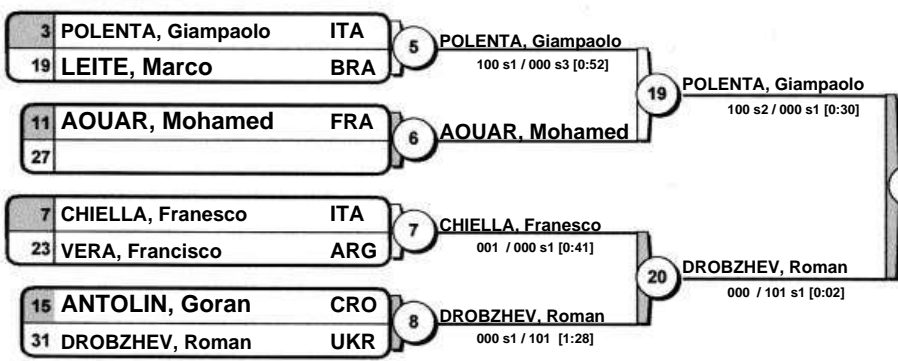 3 POLENTA, Giampaolo ITA
19 LEITE, Marco BRA
5
POLENTA, Giampaolo
100 s1 / 000 s3 [0:52]
11 AOUAR, Mohamed FRA
27
6
AOUAR, Mohamed
19
POLENTA, Giampaolo
100 s2 / 000 s1 [0:30]
7 CHIELLA, Franesco ITA
23 VERA, Francisco ARG
7
CHIELLA, Franesco
001 / 000 s1 [0:41]
15 ANTOLIN, Goran CRO
31 DROBZHEV, Roman UKR
8
DROBZHEV, Roman
000 s1 / 101 [1:28]
20
DROBZHEV, Roman
000 / 101 s1 [0:02]